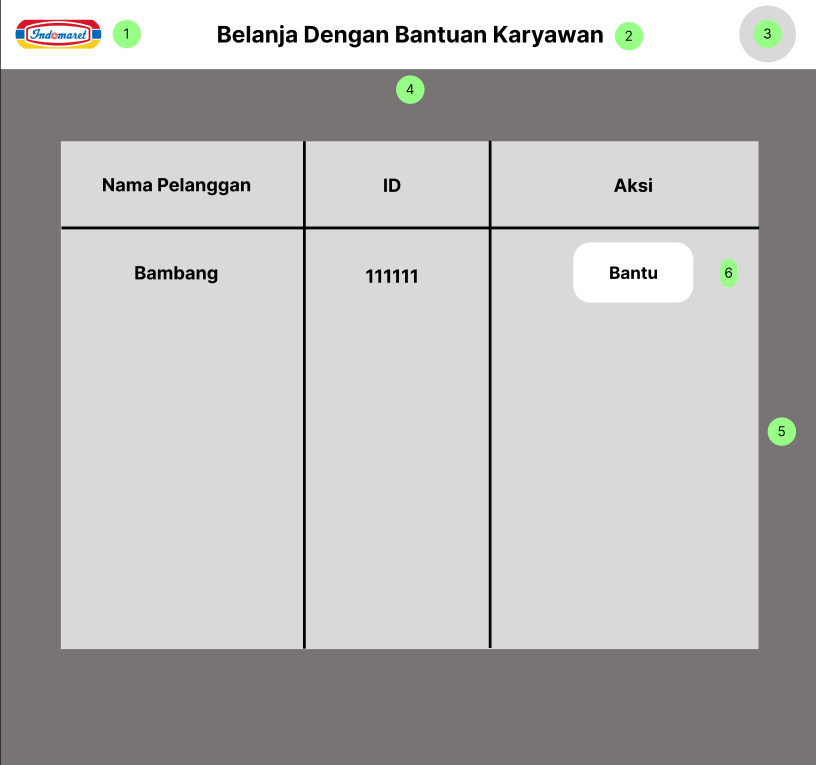 Indomaret 1 Belanja Dengan Bantuan Karyawan 2 3
4
Nama Pelanggan ID Aksi
Bambang 111111 Bantu 6
5